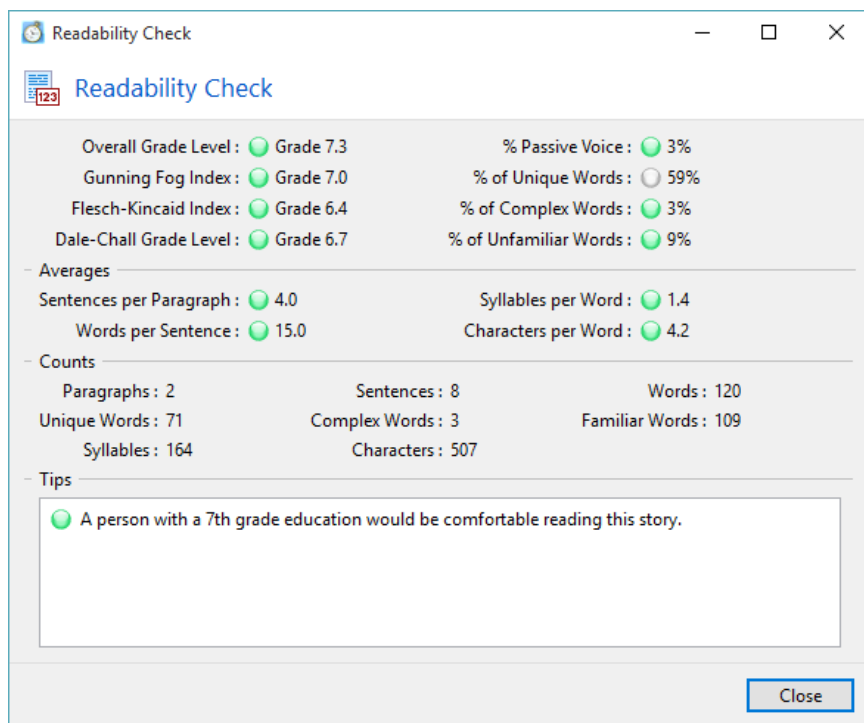 Readability Check
123 Readability Check
Overall Grade Level : Grade 7.3 % Passive Voice : 3%
Gunning Fog Index : Grade 7.0 % of Unique Words : 59%
Flesch-Kincaid Index : Grade 6.4 % of Complex Words : 3%
Dale-Chall Grade Level : Grade 6.7 % of Unfamiliar Words : 9%
Averages
Sentences per Paragraph : 4.0 Syllables per Word : 1.4
Words per Sentence : 15.0 Characters per Word : 4.2
Counts
Paragraphs : 2 Sentences : 8 Words : 120
Unique Words : 71 Complex Words : 3 Familiar Words : 109
Syllables : 164 Characters : 507
Tips
A person with a 7th grade education would be comfortable reading this story.
Close